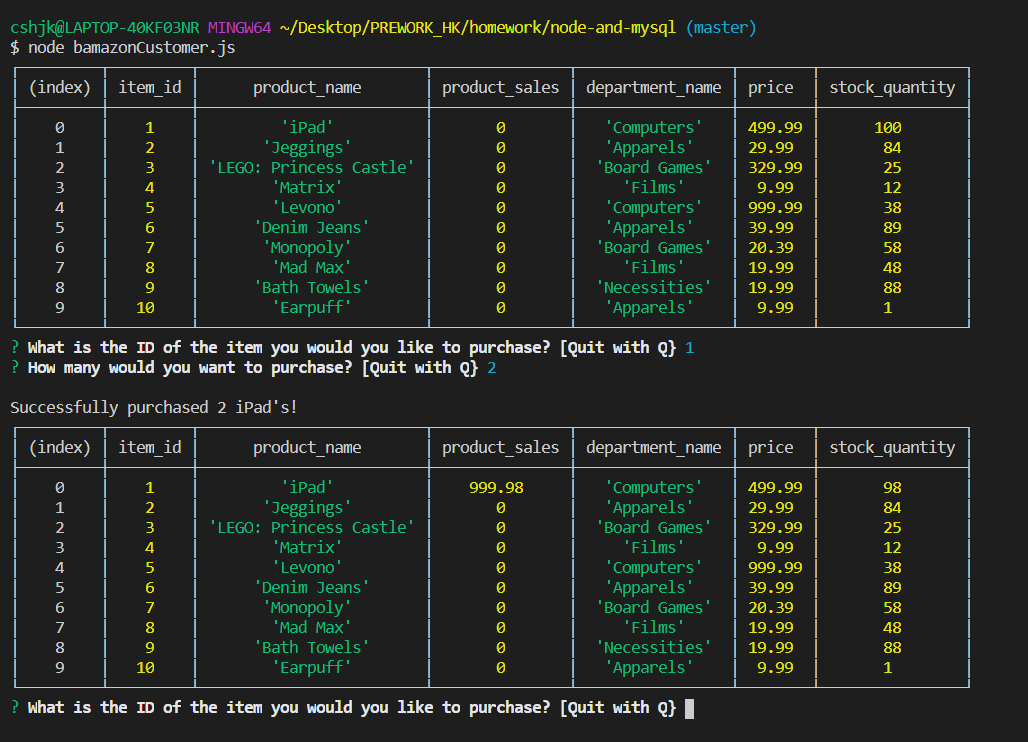 cshjk@LAPTOP-40KF03NR MINGW64 ~/Desktop/PREWORK_HK/homework/node-and-mysql (master)
$ node bamazonCustomer.js
(index) item_id product_name product_sales department_name price stock_quantity
0 1 'iPad' 0 'Computers' 499.99 100
1 2 'Jeggings' 0 'Apparels' 29.99 84
2 3 'LEGO: Princess Castle' 0 'Board Games' 329.99 25
3 4 'Matrix' 0 'Films' 9.99 12
4 5 'Levono' 0 'Computers' 999.99 38
5 6 'Denim Jeans' 0 'Apparels' 39.99 89
6 7 'Monopoly' 0 'Board Games' 20.39 58
7 8 'Mad Max' 0 'Films' 19.99 48
8 9 'Bath Towels' 0 'Necessities' 19.99 88
9 10 'Earpuff' 0 'Apparels' 9.99 1
? What is the ID of the item you would you like to purchase? [Quit with Q} 1
? How many would you want to purchase? [Quit with Q} 2
Successfully purchased 2 iPad's!
(index) item_id product_name product_sales department_name price stock_quantity
0 1 'iPad' 999.98 'Computers' 499.99 98
1 2 'Jeggings' 0 'Apparels' 29.99 84
2 3 'LEGO: Princess Castle' 0 'Board Games' 329.99 25
3 4 'Matrix' 0 'Films' 9.99 12
4 5 'Levono' 0 'Computers' 999.99 38
5 6 'Denim Jeans' 0 'Apparels' 39.99 89
6 7 'Monopoly' 0 'Board Games' 20.39 58
7 8 'Mad Max' 0 'Films' 19.99 48
8 9 'Bath Towels' 0 'Necessities' 19.99 88
9 10 'Earpuff' 0 'Apparels' 9.99 1
? What is the ID of the item you would you like to purchase? [Quit with Q}